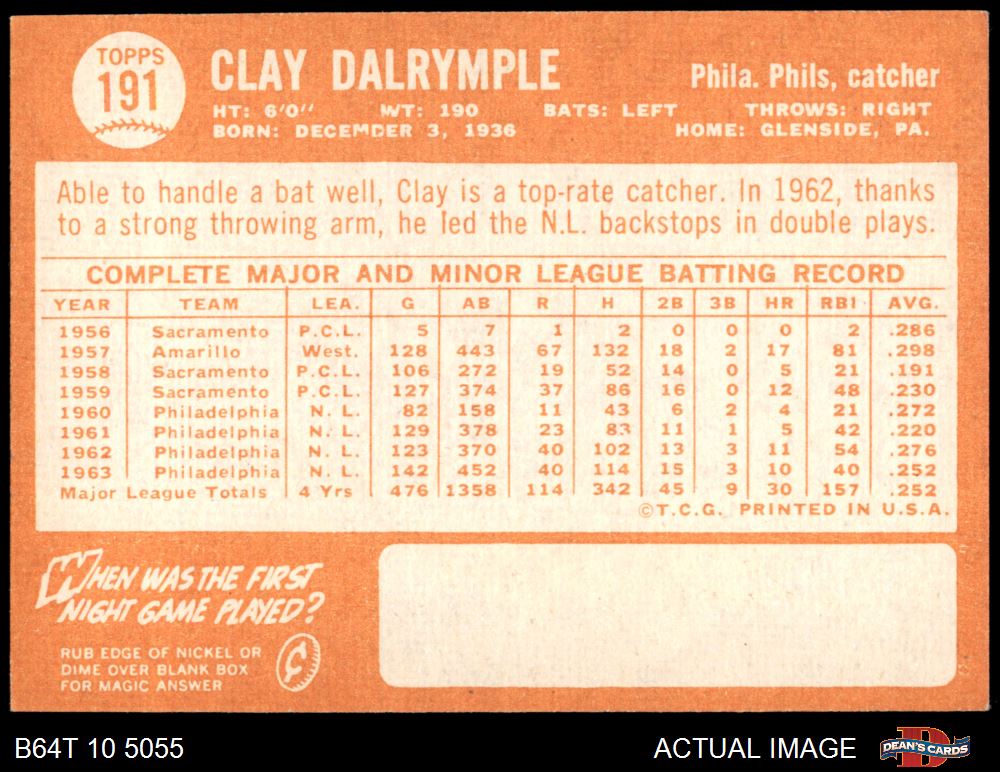 TOPPS
191
CLAY DALRYMPLE
Phila. Phils, catcher
HT: 6'0" WT: 190 BATS: LEFT THROWS: RIGHT
BORN: DECEMBER 3, 1936 HOME: GLENSIDE, PA.
Able to handle a bat well, Clay is a top-rate catcher. In 1962, thanks
to a strong throwing arm, he led the N.L. backstops in double plays.
COMPLETE MAJOR AND MINOR LEAGUE BATTING RECORD
YEAR TEAM LEA. G AB R H 2B 3B HR RBI AVG.
1956 Sacramento P.C.L. 5 7 1 2 0 0 0 2 .286
1957 Amarillo West. 128 443 67 132 18 2 17 81 .298
1958 Sacramento P.C.L. 106 272 19 52 14 0 5 21 .191
1959 Sacramento P.C.L. 127 374 37 86 16 0 12 48 .230
1960 Philadelphia N. L. 82 158 11 43 6 2 4 21 .272
1961 Philadelphia N. L. 129 378 23 83 11 1 5 42 .220
1962 Philadelphia N. L. 123 370 40 102 13 3 11 54 .276
1963 Philadelphia N. L. 142 452 40 114 15 3 10 40 .252
Major League Totals 4 Yrs 476 1358 114 342 45 9 30 157 .252
©T.C.G. PRINTED IN U.S.A.
WHEN WAS THE FIRST
NIGHT GAME PLAYED?
RUB EDGE OF NICKEL OR
DIME OVER BLANK BOX
FOR MAGIC ANSWER
¢
B64T 10 5055
ACTUAL IMAGE
D
DEAN'S CARDS